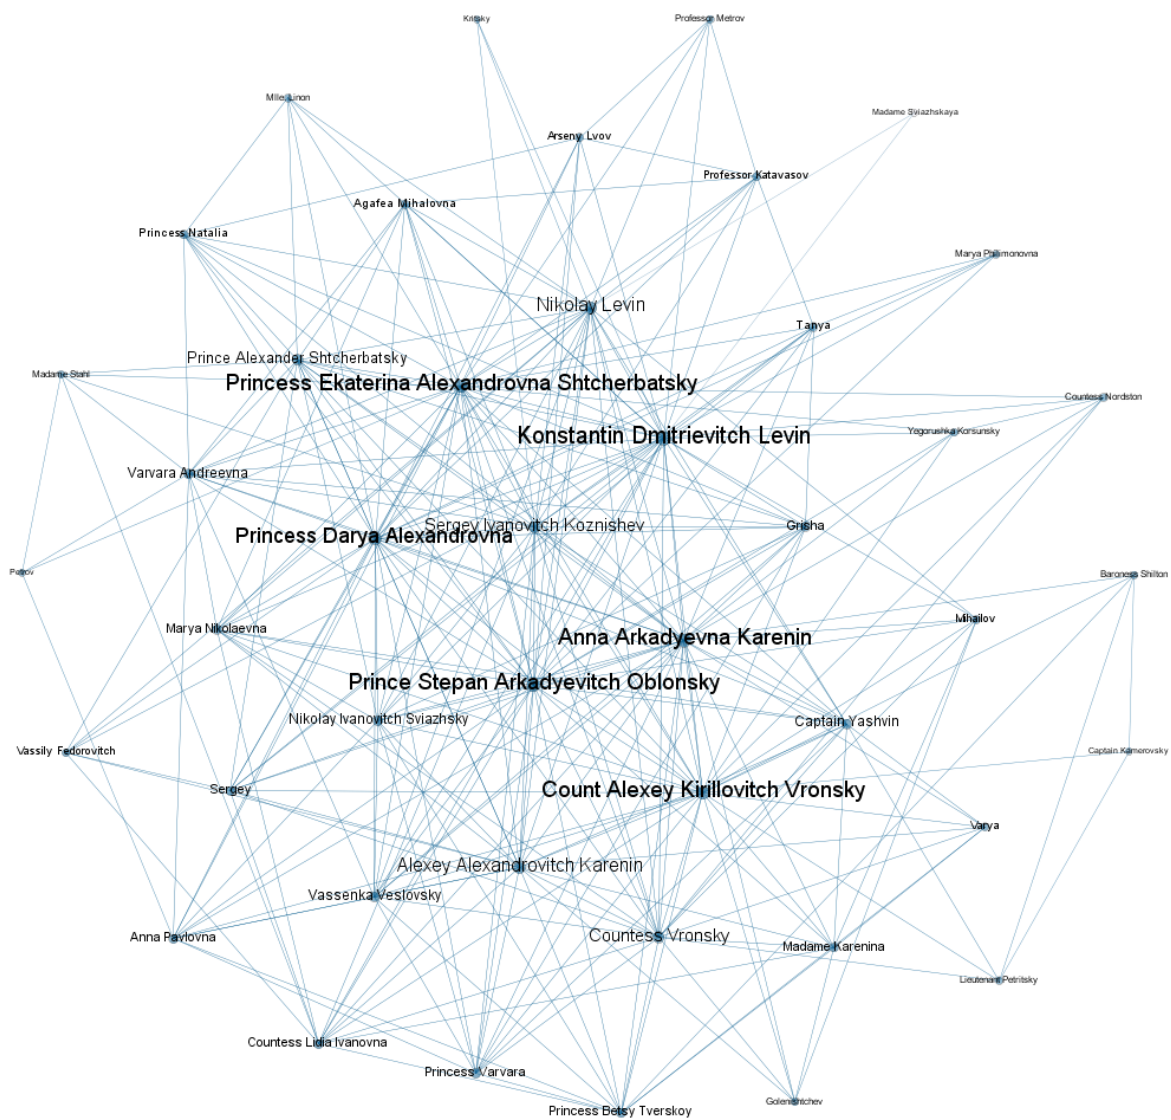 Kritsky
Professor Metrov
Mlle. Linon
Madame Sviazhskaya
Arseny Lvov
Professor Katavasov
Agafea Mihalovna
Princess Natalia
Marya Philimonovna
Nikolay Levin
Tanya
Prince Alexander Shtcherbatsky
Madame Stahl
Princess Ekaterina Alexandrovna Shtcherbatsky
Countess Nordston
Yegorushka Korsunsky
Konstantin Dmitrievitch Levin
Varvara Andreevna
Sergey Ivanovitch Koznishev
Grisha
Princess Darya Alexandrovna
Petrov
Baroness Shilton
Mihailov
Marya Nikolaevna
Anna Arkadyevna Karenin
Prince Stepan Arkadyevitch Oblonsky
Nikolay Ivanovitch Sviazhsky
Captain Yashvin
Vassily Fedorovitch
Captain Kamerovsky
Sergey
Count Alexey Kirillovitch Vronsky
Varya
Alexey Alexandrovitch Karenin
Vassenka Veslovsky
Anna Pavlovna
Countess Vronsky
Madame Karenina
Lieutenant Petritsky
Countess Lidia Ivanovna
Princess Varvara
Golenishtchev
Princess Betsy Tverskoy